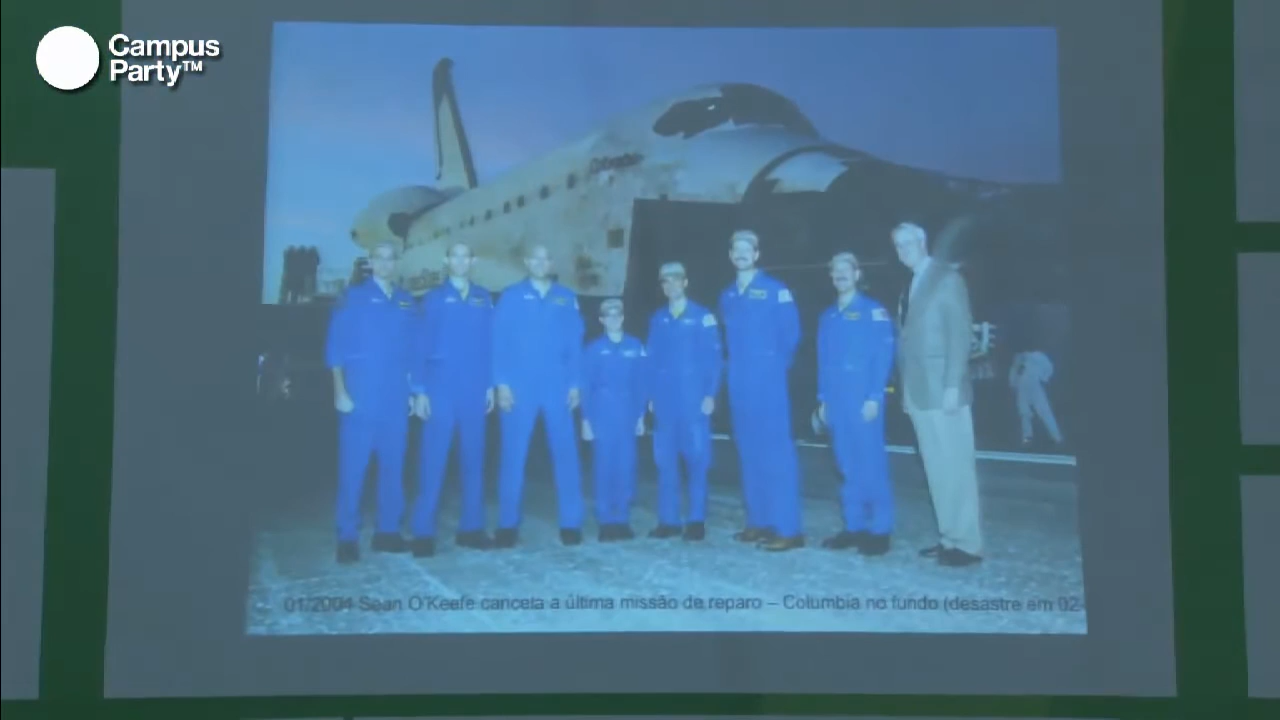 Campus
Party™
01/2004 Sean O'Keefe cancela a última missão de reparo – Columbia no fundo (desastre em 02